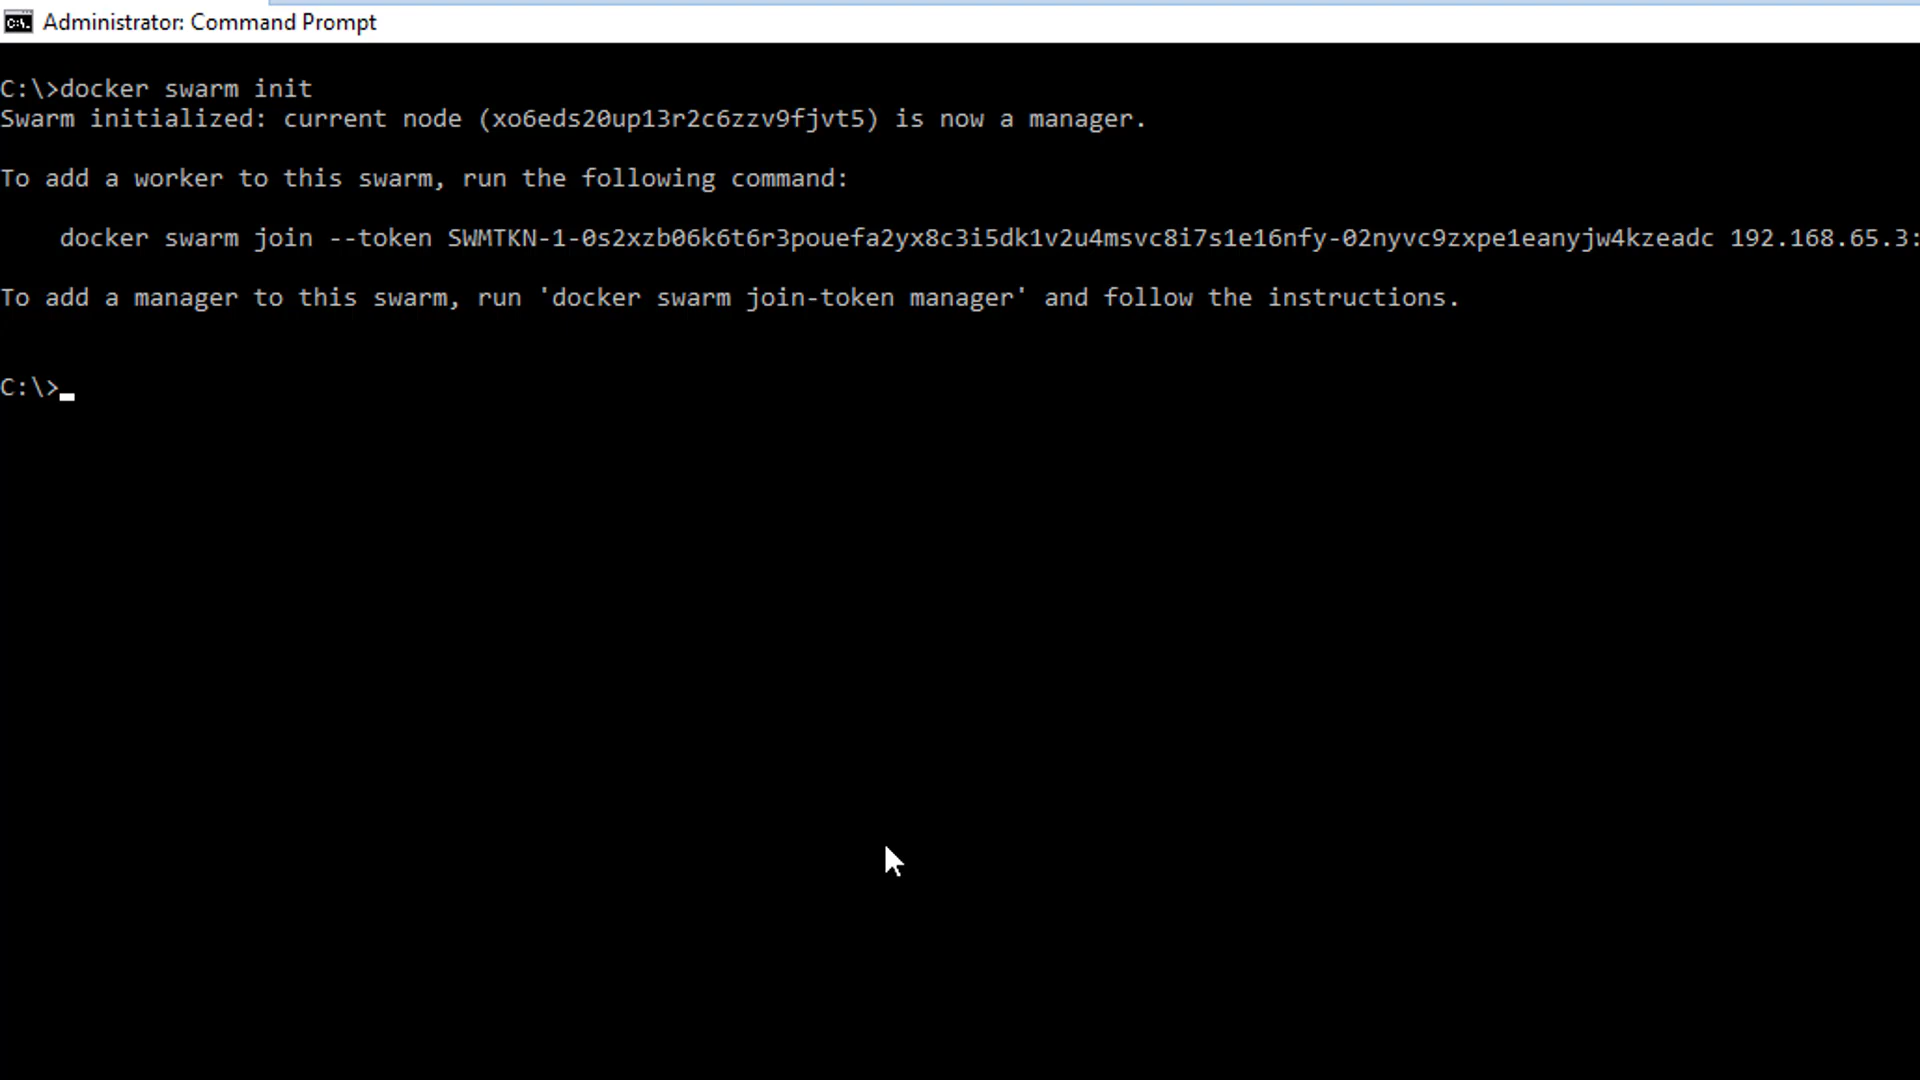 Administrator: Command Prompt
C:\>docker swarm init
Swarm initialized: current node (xo6eds20up13r2c6zzv9fjvt5) is now a manager.
To add a worker to this swarm, run the following command:
docker swarm join --token SWMTKN-1-0s2xzb06k6t6r3pouefa2yx8c3i5dk1v2u4msvc8i7s1e16nfy-02nyvc9zxpe1eanyjw4kzeadc 192.168.65.3:
To add a manager to this swarm, run 'docker swarm join-token manager' and follow the instructions.
C:\>